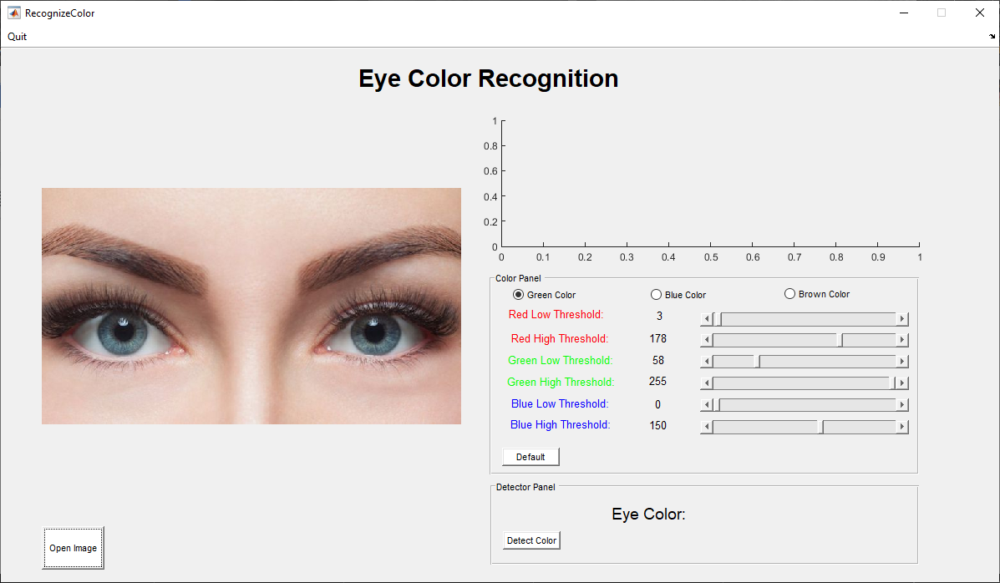 RecognizeColor
Quit
Eye Color Recognition
1
0.8
0.6
0.4
0.2
0
0 0.1 0.2 0.3 0.4 0.5 0.6 0.7 0.8 0.9 1
Color Panel
Green Color Blue Color Brown Color
Red Low Threshold: 3
Red High Threshold: 178
Green Low Threshold: 58
Green High Threshold: 255
Blue Low Threshold: 0
Blue High Threshold: 150
Default
Detector Panel
Eye Color:
Detect Color
Open Image